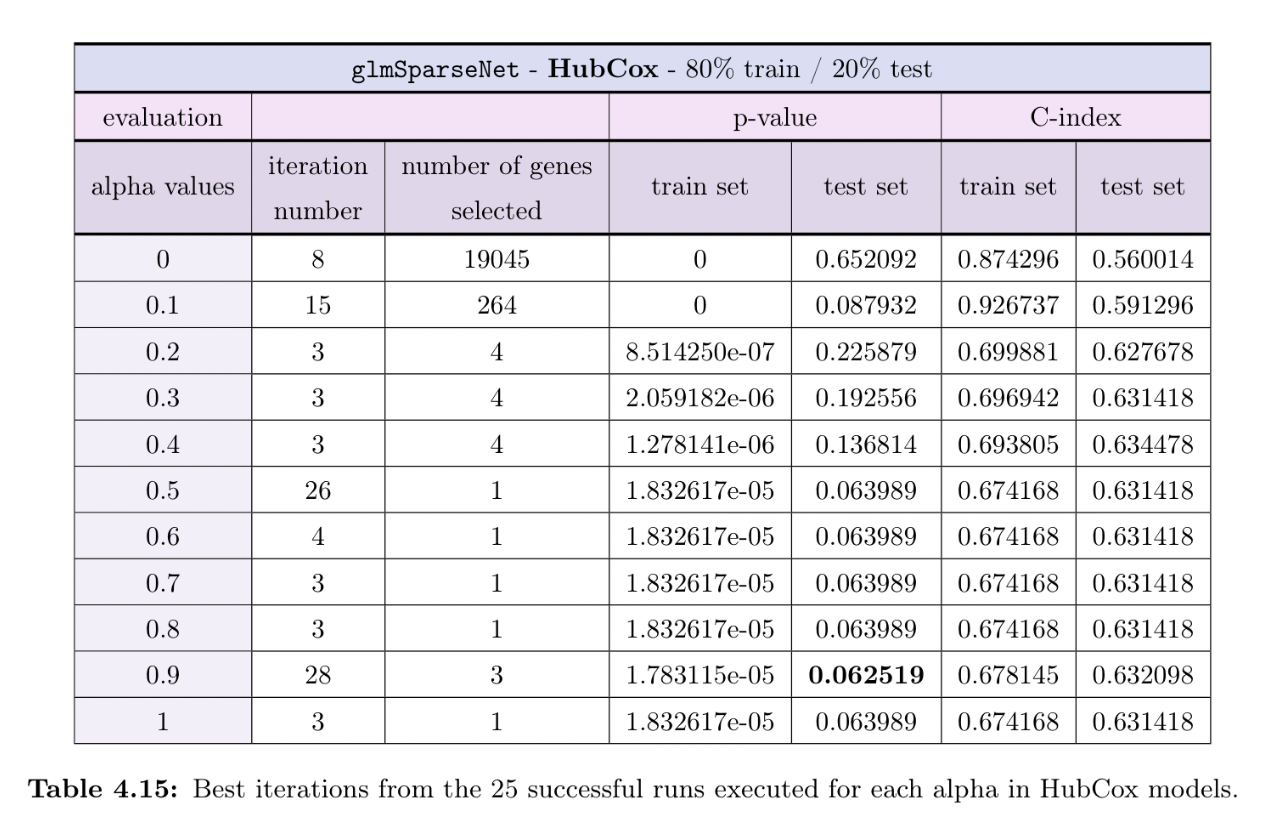 glmSparseNet - HubCox - 80% train / 20% test
evaluation p-value C-index
alpha values iteration number number of genes selected train set test set train set test set
0 8 19045 0 0.652092 0.874296 0.560014
0.1 15 264 0 0.087932 0.926737 0.591296
0.2 3 4 8.514250e-07 0.225879 0.699881 0.627678
0.3 3 4 2.059182e-06 0.192556 0.696942 0.631418
0.4 3 4 1.278141e-06 0.136814 0.693805 0.634478
0.5 26 1 1.832617e-05 0.063989 0.674168 0.631418
0.6 4 1 1.832617e-05 0.063989 0.674168 0.631418
0.7 3 1 1.832617e-05 0.063989 0.674168 0.631418
0.8 3 1 1.832617e-05 0.063989 0.674168 0.631418
0.9 28 3 1.783115e-05 0.062519 0.678145 0.632098
1 3 1 1.832617e-05 0.063989 0.674168 0.631418
Table 4.15: Best iterations from the 25 successful runs executed for each alpha in HubCox models.